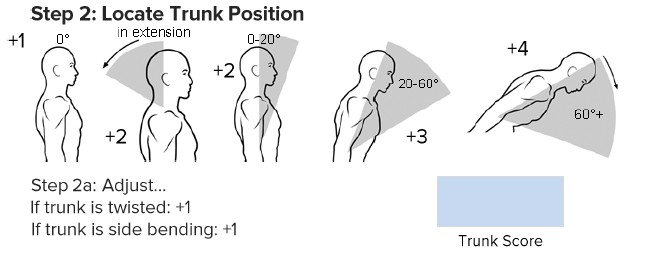 Step 2: Locate Trunk Position
+1
0°
in extension
+2
0-20°
+2
20-60°
+3
+4
60°+
Step 2a: Adjust...
If trunk is twisted: +1
If trunk is side bending: +1
Trunk Score